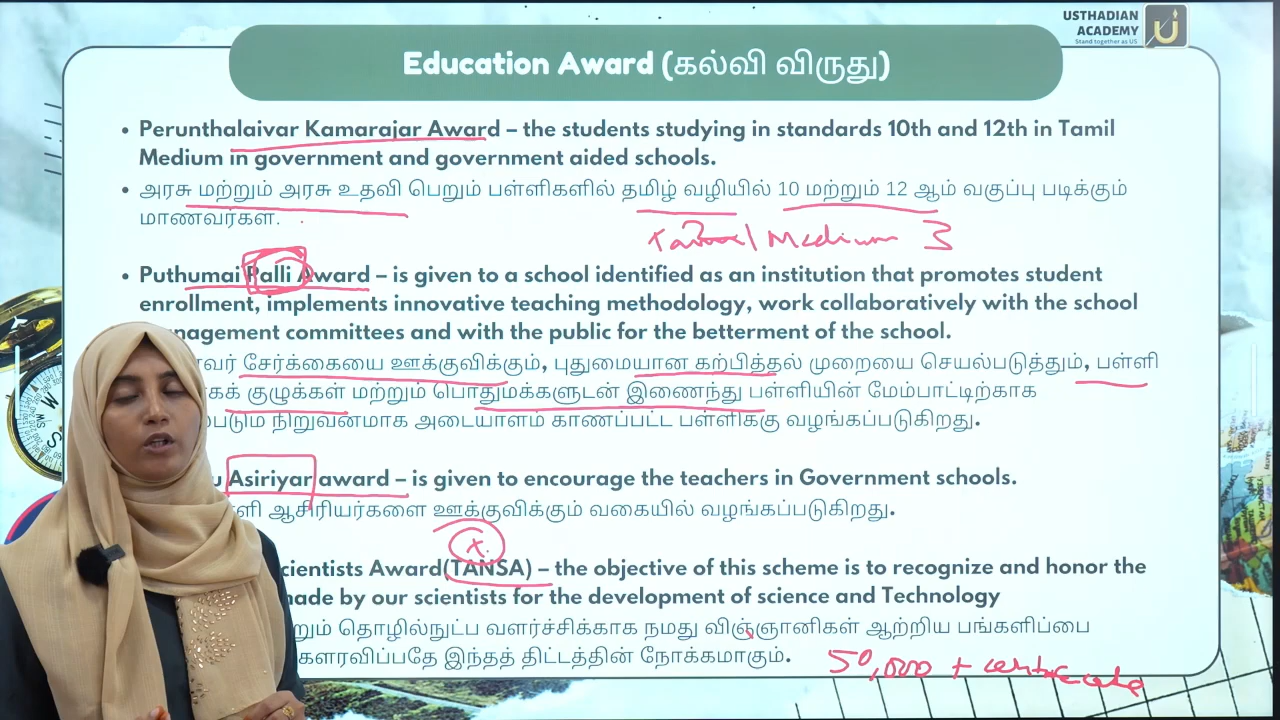 USTHADIAN
ACADEMY
Stand together as US
Education Award (கல்வி விருது)
• Perunthalaivar Kamarajar Award – the students studying in standards 10th and 12th in Tamil
Medium in government and government aided schools.
• அரசு மற்றும் அரசு உதவி பெறும் பள்ளிகளில் தமிழ் வழியில் 10 மற்றும் 12 ஆம் வகுப்பு படிக்கும்
மாணவர்கள்.
Medium
• Puthumai Palli Award – is given to a school identified as an institution that promotes student
enrollment, implements innovative teaching methodology, work collaboratively with the school
nagement committees and with the public for the betterment of the school.
வர் சேர்க்கையை ஊக்குவிக்கும், புதுமையான கற்பித்தல் முறையை செயல்படுத்தும், பள்ளி
கக் குழுக்கள் மற்றும் பொதுமக்களுடன் இணைந்து பள்ளியின் மேம்பாட்டிற்காக
படும் நிறுவனமாக அடையாளம் காணப்பட்ட பள்ளிக்கு வழங்கப்படுகிறது.
u Asiriyar award – is given to encourage the teachers in Government schools.
ளி ஆசிரியர்களை ஊக்குவிக்கும் வகையில் வழங்கப்படுகிறது.
cientists Award(TANSA) – the objective of this scheme is to recognize and honor the
made by our scientists for the development of science and Technology
றும் தொழில்நுட்ப வளர்ச்சிக்காக நமது விஞ்ஞானிகள் ஆற்றிய பங்களிப்பை
களரவிப்பதே இந்தத் திட்டத்தின் நோக்கமாகும்.
50,000 +